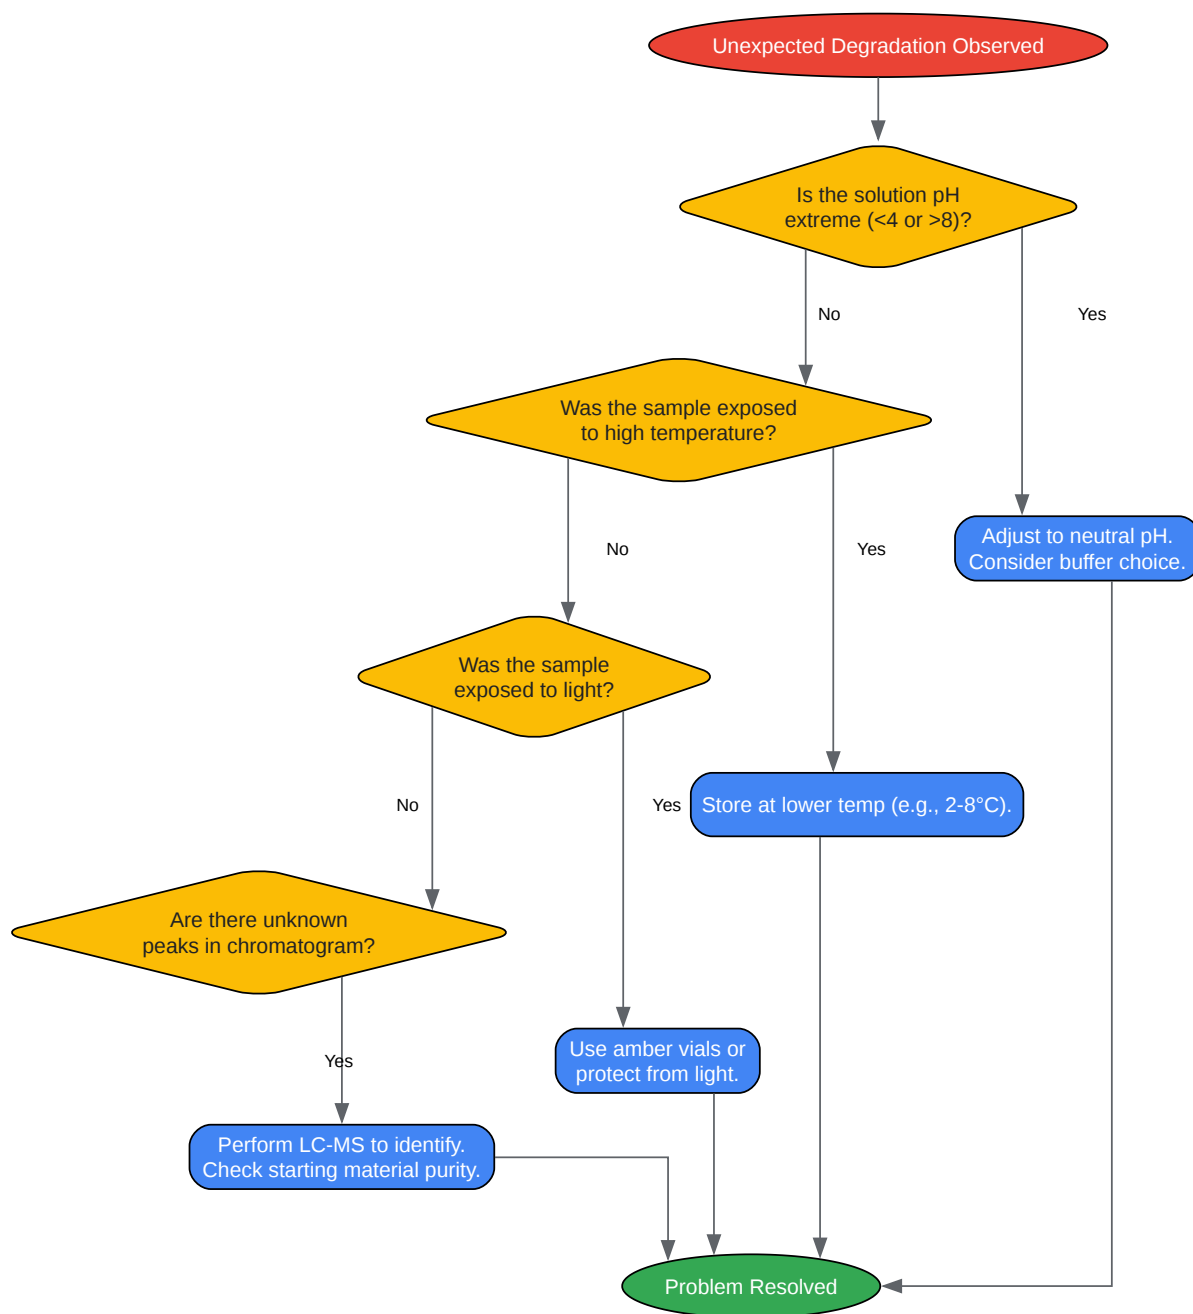 Unexpected Degradation Observed
Is the solution pH
extreme (<4 or >8)?
No
Yes
Was the sample exposed
to high temperature?
No
Yes
Adjust to neutral pH.
Consider buffer choice.
Was the sample
exposed to light?
No
Yes
Store at lower temp (e.g., 2-8°C).
Are there unknown
peaks in chromatogram?
Yes
Use amber vials or
protect from light.
Perform LC-MS to identify.
Check starting material purity.
Problem Resolved